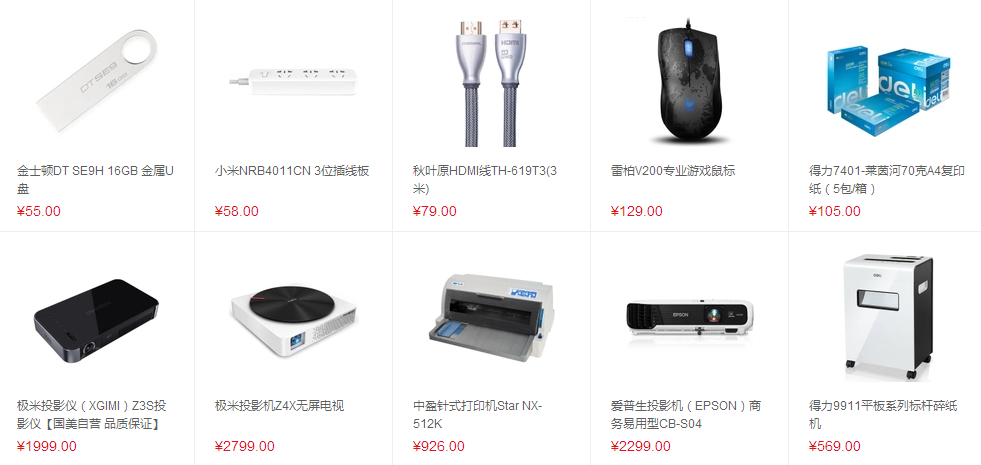 DT SE9
16GB
HDMI
deli
deli
deli
金士顿DT SE9H 16GB 金属U
盘
¥55.00
小米NRB4011CN 3位插线板
¥58.00
秋叶原HDMI线TH-619T3(3
米)
¥79.00
雷柏V200专业游戏鼠标
¥129.00
得力7401-莱茵河70克A4复印
纸（5包/箱）
¥105.00
EPSON
deli
极米投影仪（XGIMI）Z3S投
影仪【国美自营 品质保证】
¥1999.00
极米投影机Z4X无屏电视
¥2799.00
中盈针式打印机Star NX-
512K
¥926.00
爱普生投影机（EPSON）商
务易用型CB-S04
¥2299.00
得力9911平板系列标杆碎纸
机
¥569.00